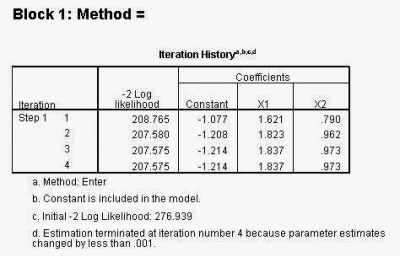 Block 1: Method =
Iteration History a,b,c,d
Iteration
-2 Log likelihood
Coefficients
Constant X1 X2
Step 1 1 208.765 -1.077 1.621 .790
2 207.580 -1.208 1.823 .962
3 207.575 -1.214 1.837 .973
4 207.575 -1.214 1.837 .973
a. Method: Enter
b. Constant is included in the model.
c. Initial -2 Log Likelihood: 276.939
d. Estimation terminated at iteration number 4 because parameter estimates
changed by less than .001.